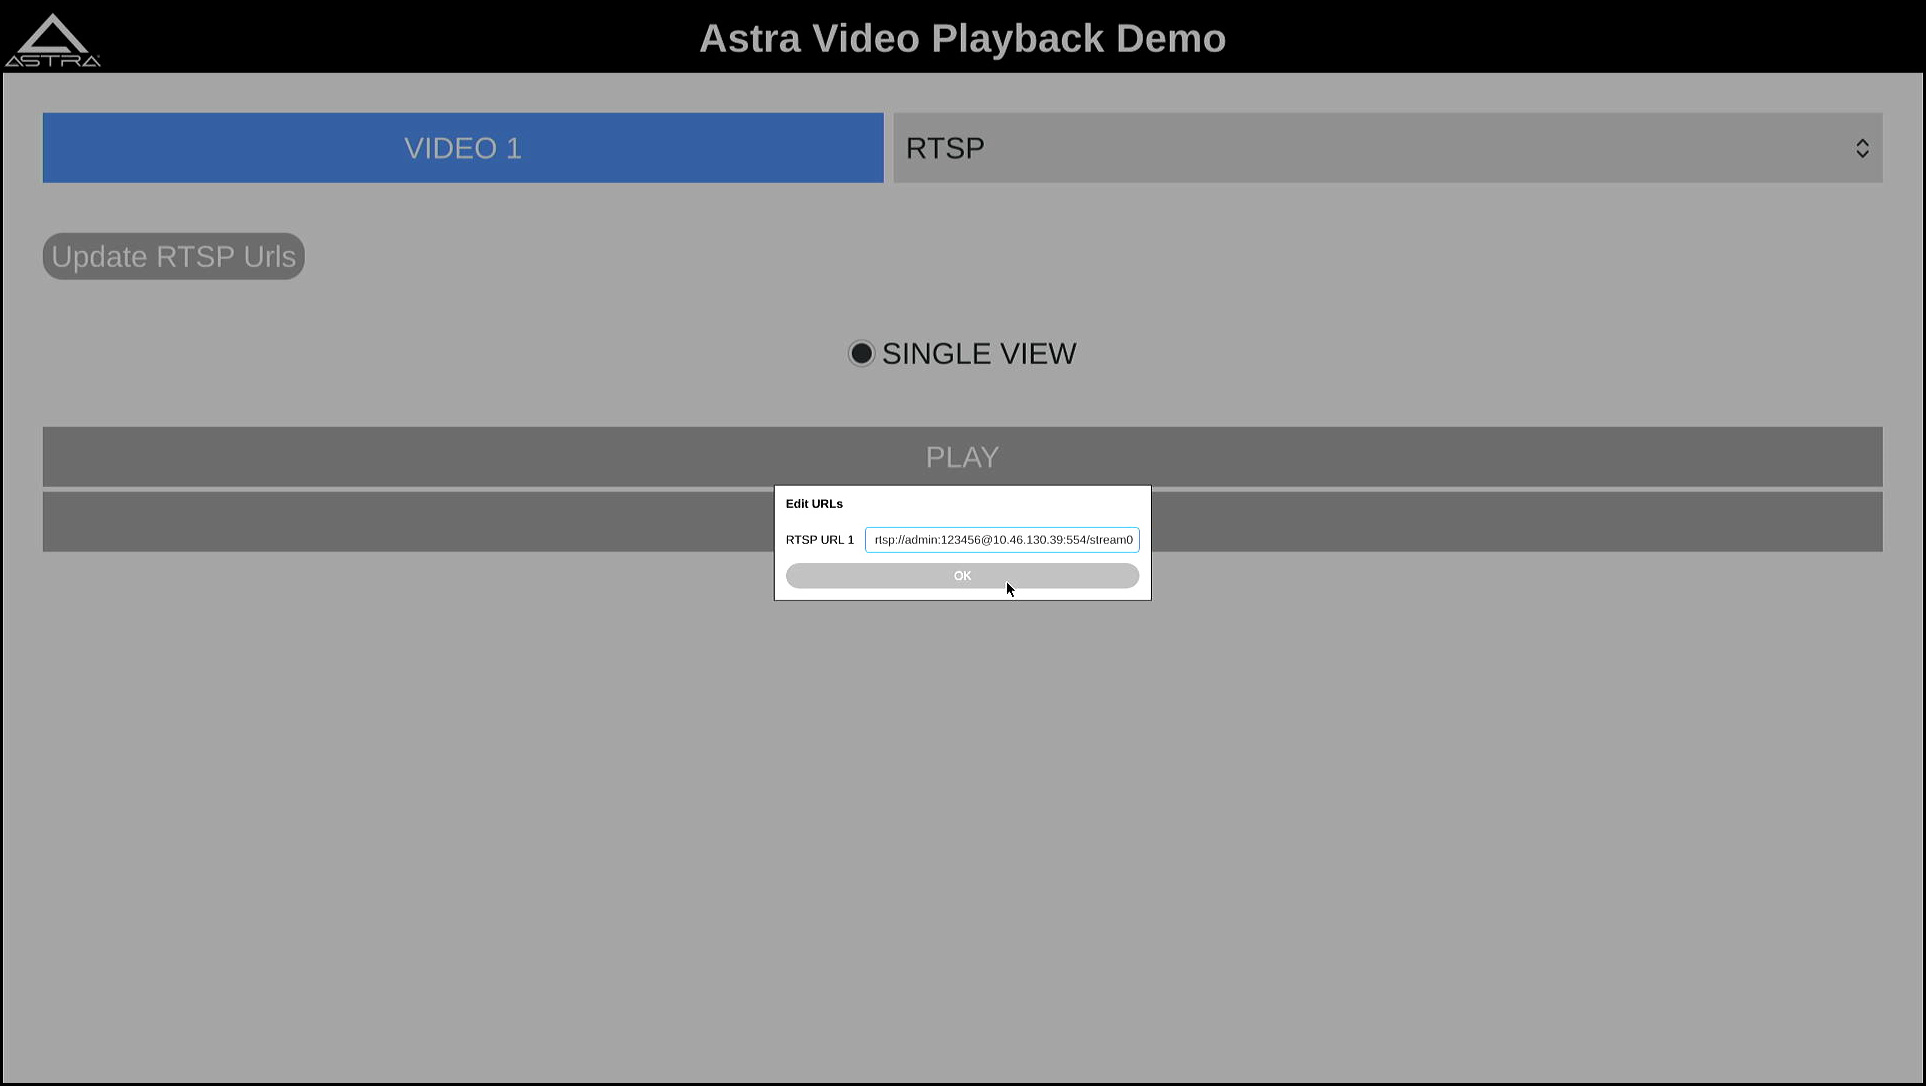 ASTRA
Astra Video Playback Demo
VIDEO 1
RTSP
Update RTSP Urls
SINGLE VIEW
PLAY
Edit URLs
RTSP URL 1
rtsp://admin:123456@10.46.130.39:554/stream0
OK